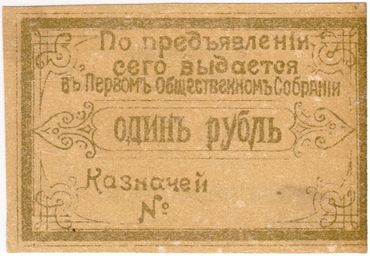 По предъявленіи
сего выдается
въ Первомъ Общественномъ Собраніи
ОДИНЪ РУБЛЬ
Казначей
№